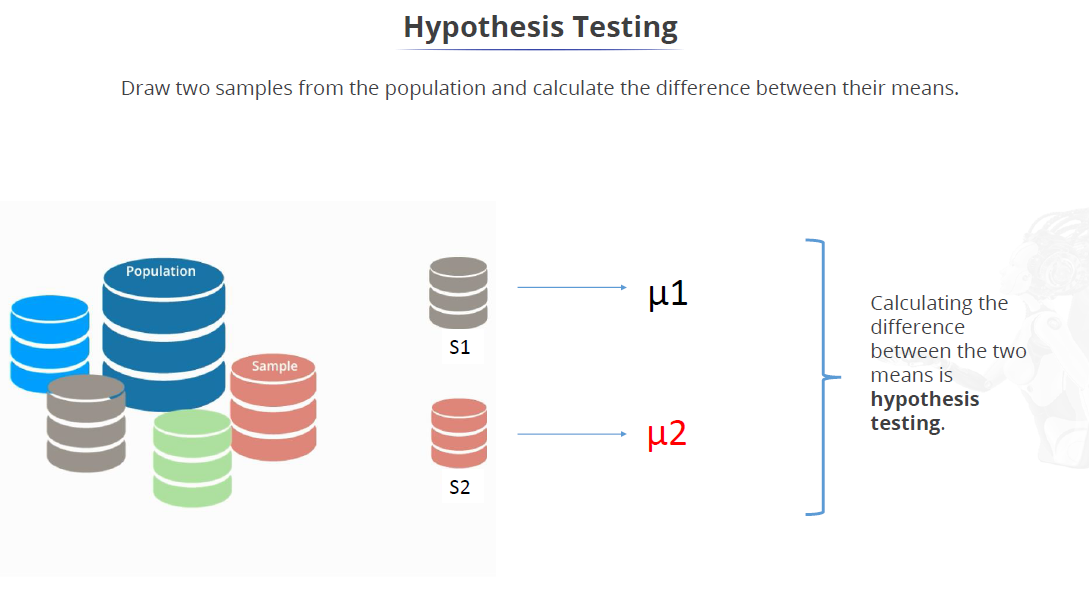 Hypothesis Testing
Draw two samples from the population and calculate the difference between their means.
Population
Sample
S1
μ1
S2
μ2
Calculating the
difference
between the two
means is
hypothesis
testing.